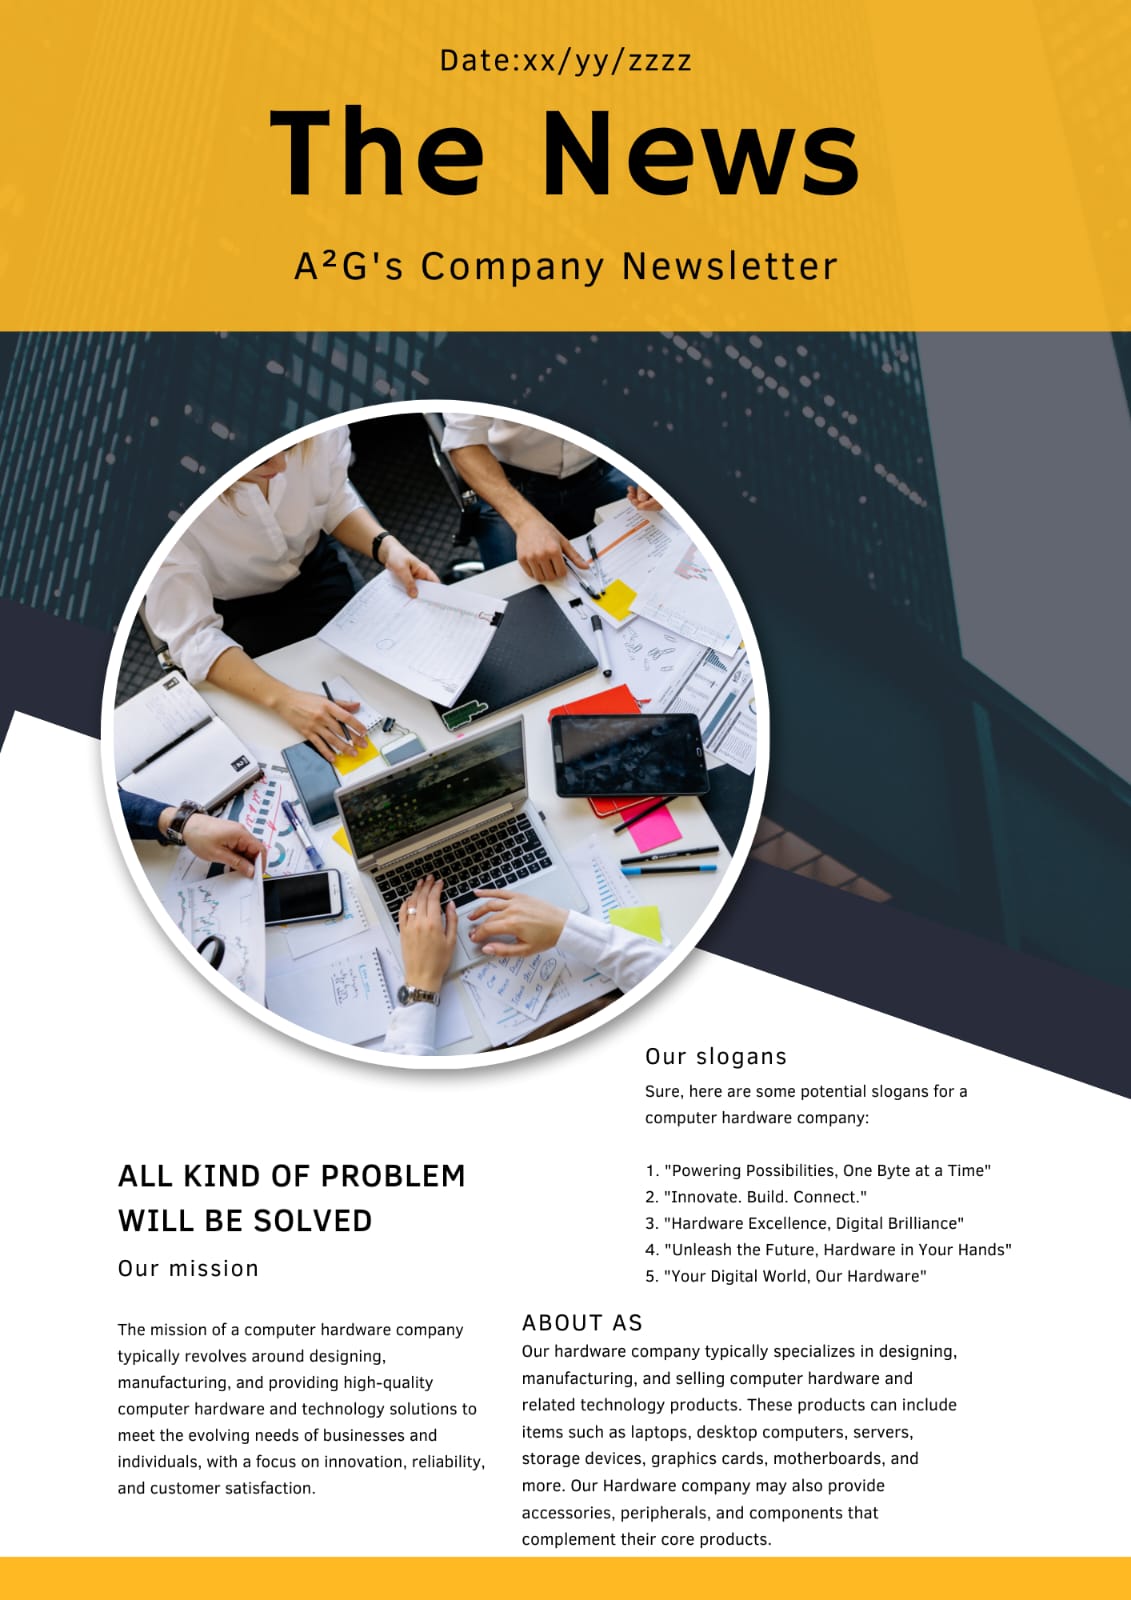 Date:xx/yy/zzzz
The News
A²G's Company Newsletter
Our slogans
Sure, here are some potential slogans for a
computer hardware company:
1. "Powering Possibilities, One Byte at a Time"
2. "Innovate. Build. Connect."
3. "Hardware Excellence, Digital Brilliance"
4. "Unleash the Future, Hardware in Your Hands"
5. "Your Digital World, Our Hardware"
ALL KIND OF PROBLEM
WILL BE SOLVED
Our mission
The mission of a computer hardware company
typically revolves around designing,
manufacturing, and providing high-quality
computer hardware and technology solutions to
meet the evolving needs of businesses and
individuals, with a focus on innovation, reliability,
and customer satisfaction.
ABOUT AS
Our hardware company typically specializes in designing,
manufacturing, and selling computer hardware and
related technology products. These products can include
items such as laptops, desktop computers, servers,
storage devices, graphics cards, motherboards, and
more. Our Hardware company may also provide
accessories, peripherals, and components that
complement their core products.